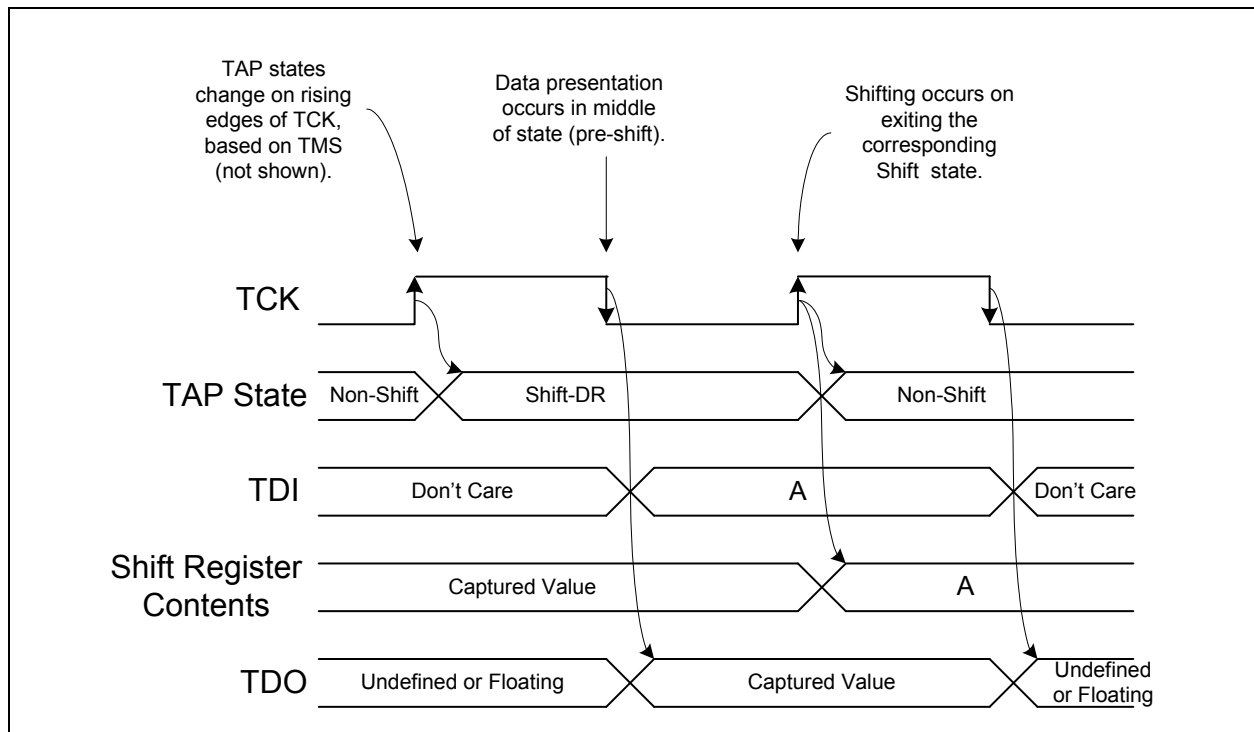 TAP states
change on rising
edges of TCK,
based on TMS
(not shown).
Data presentation
occurs in middle
of state (pre-shift).
Shifting occurs on
exiting the
corresponding
Shift state.
TCK
TAP State
Non-Shift
Shift-DR
Non-Shift
TDI
Don't Care
A
Don't Care
Shift Register
Contents
Captured Value
A
TDO
Undefined or Floating
Captured Value
Undefined
or Floating